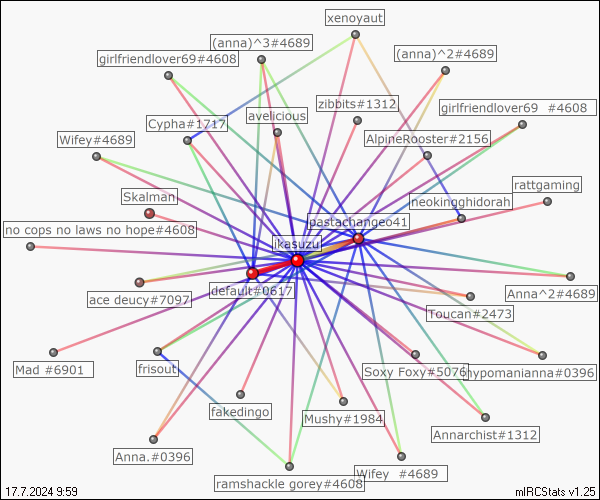 xenoyaut
(anna)^3#4689
(anna)^2#4689
girlfriendlover69#4608
zibbits#1312
girlfriendlover69 #4608
avelicious
Cypha#1717
AlpineRooster#2156
Wifey#4689
rattgaming
Skalman
neokingghidorah
pastachangeo41
no cops no laws no hope#4608
ikasuzu
default#0617
Anna^2#4689
ace deucy#7097
Toucan#2473
Mad #6901
frisout
Soxy Foxy#5076
hypomanianna#0396
fakedingo
Mushy#1984
Annarchist#1312
Anna.#0396
Wifey #4689
ramshackle gorey#4608
17.7.2024 9:59
mIRCStats v1.25